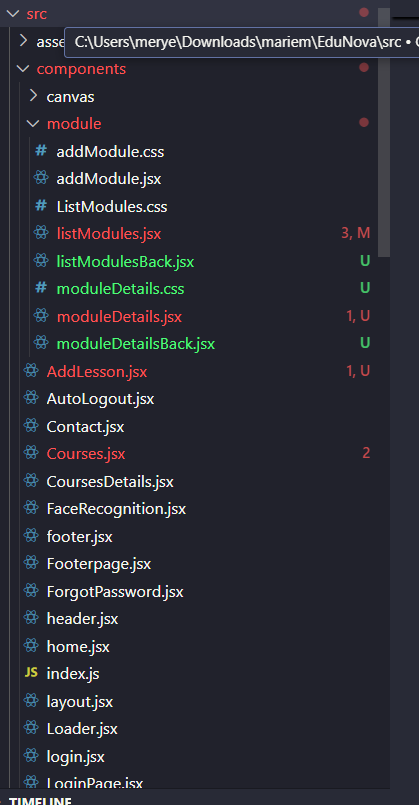 src
asse
C:\Users\merye\Downloads\mariem\EduNova\src •
components
canvas
module
# addModule.css
addModule.jsx
# ListModules.css
listModules.jsx 3, M
listModulesBack.jsx U
# moduleDetails.css U
moduleDetails.jsx 1, U
moduleDetailsBack.jsx U
AddLesson.jsx 1, U
AutoLogout.jsx
Contact.jsx
Courses.jsx 2
CoursesDetails.jsx
FaceRecognition.jsx
footer.jsx
Footerpage.jsx
ForgotPassword.jsx
header.jsx
home.jsx
JS index.js
layout.jsx
Loader.jsx
login.jsx
LoginPage.jsx
TIMELINE